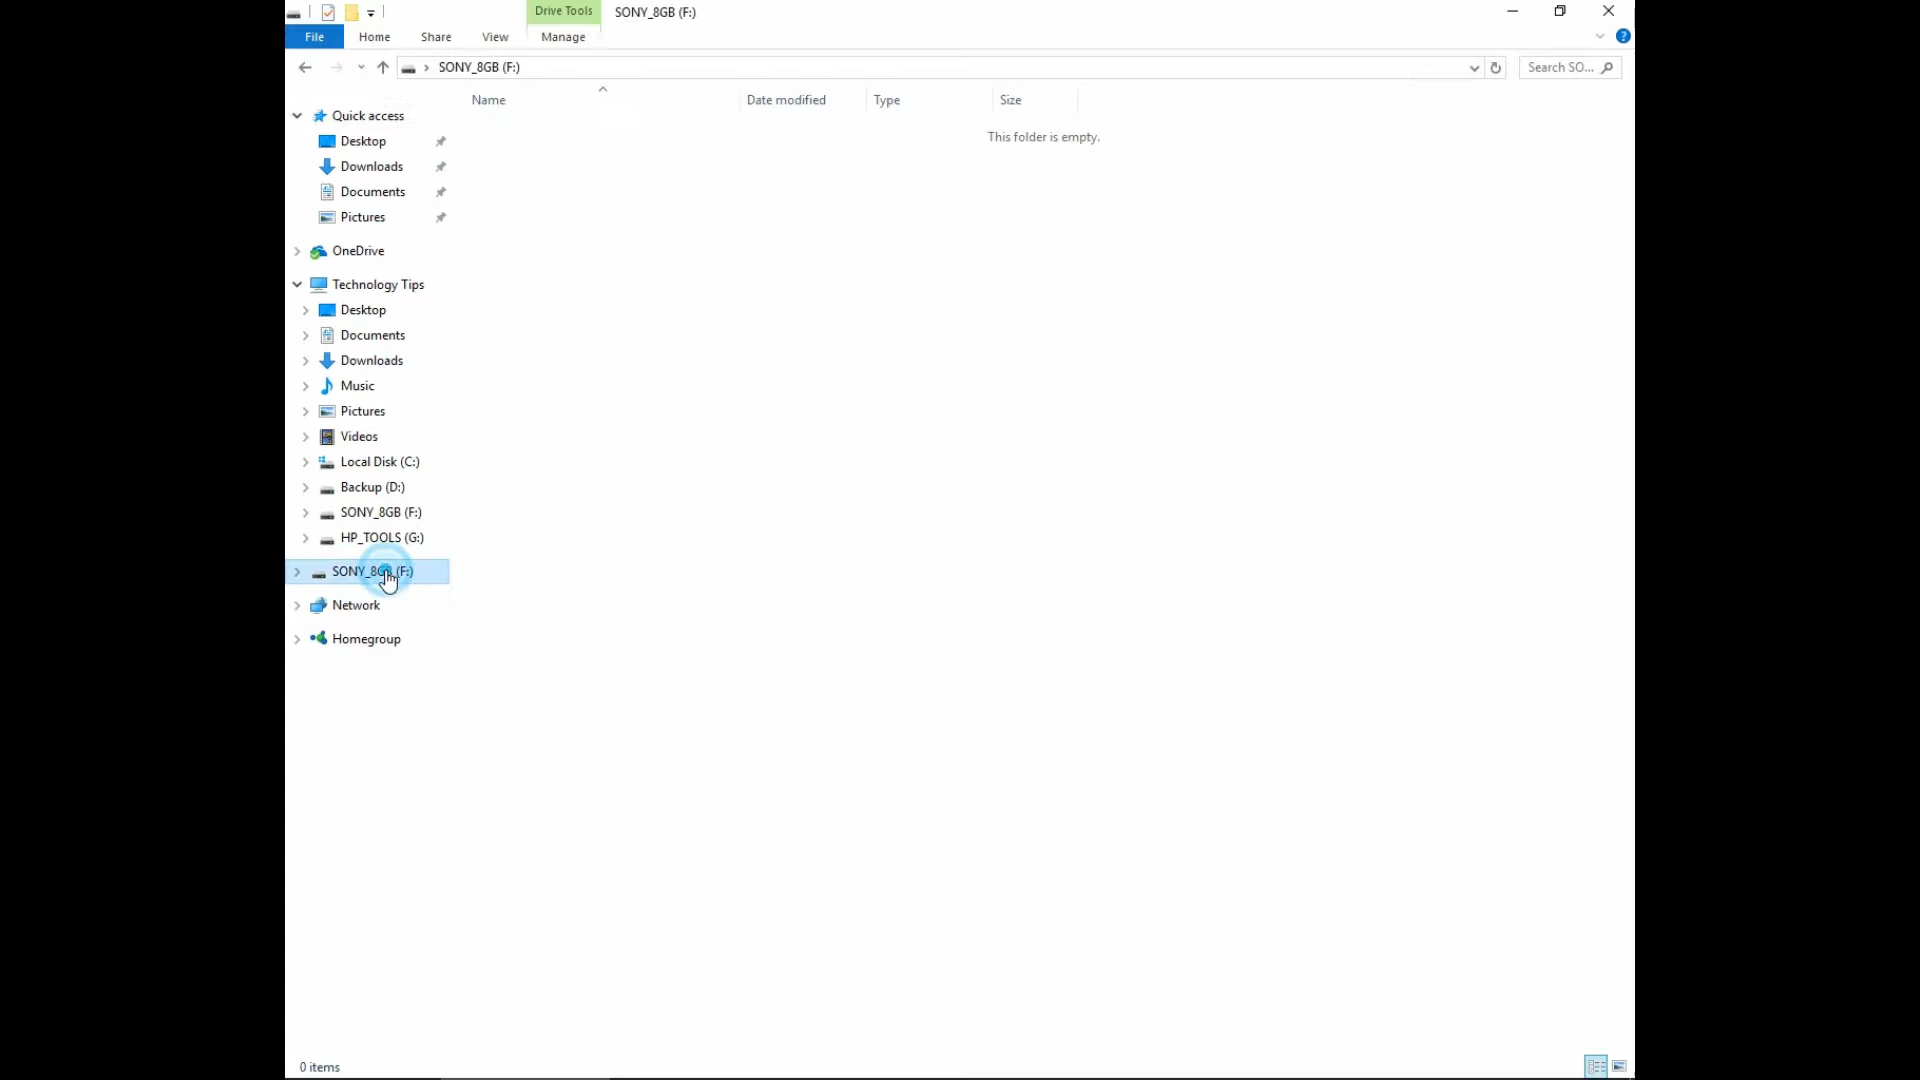 Drive Tools
SONY_8GB (F:)
File
Home
Share
View
Manage
?
SONY_8GB (F:)
Search SO...
Name
Date modified
Type
Size
This folder is empty.
Quick access
Desktop
Downloads
Documents
Pictures
OneDrive
Technology Tips
Desktop
Documents
Downloads
Music
Pictures
Videos
Local Disk (C:)
Backup (D:)
SONY_8GB (F:)
HP_TOOLS (G:)
SONY_8GB (F:)
Network
Homegroup
0 items